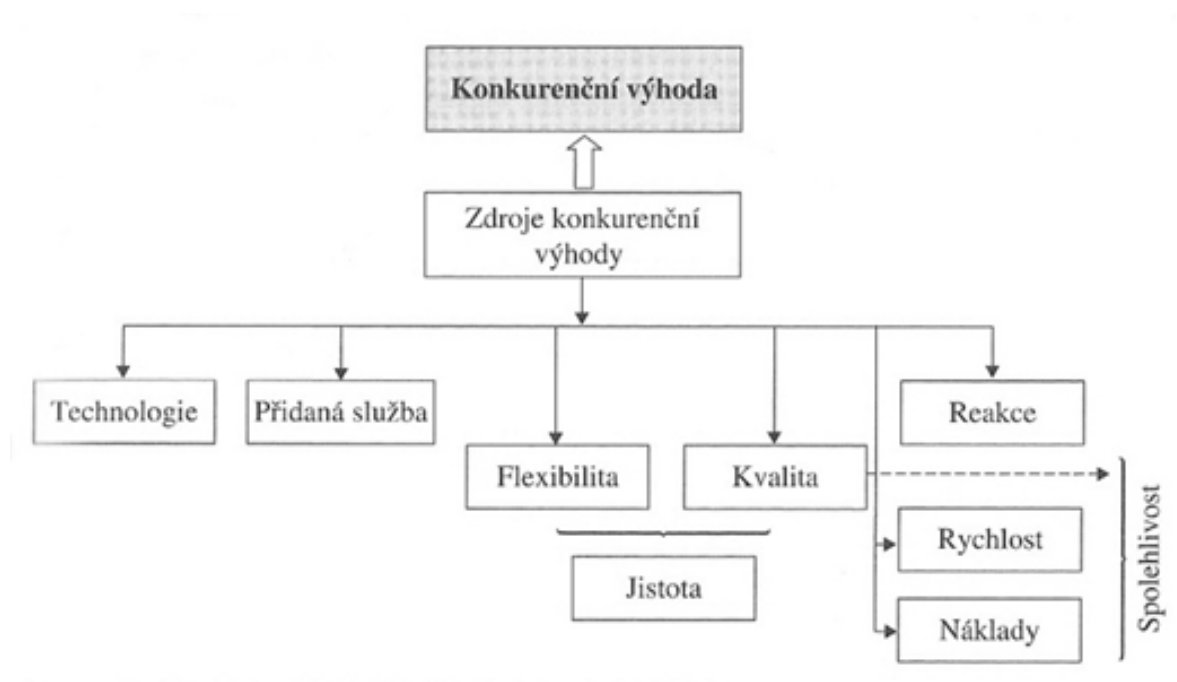 Konkurenční výhoda
Zdroje konkurenční
výhody
Technologie
Přidaná služba
Reakce
Flexibilita
Kvalita
Rychlost
Jistota
Náklady
Spolehlivost